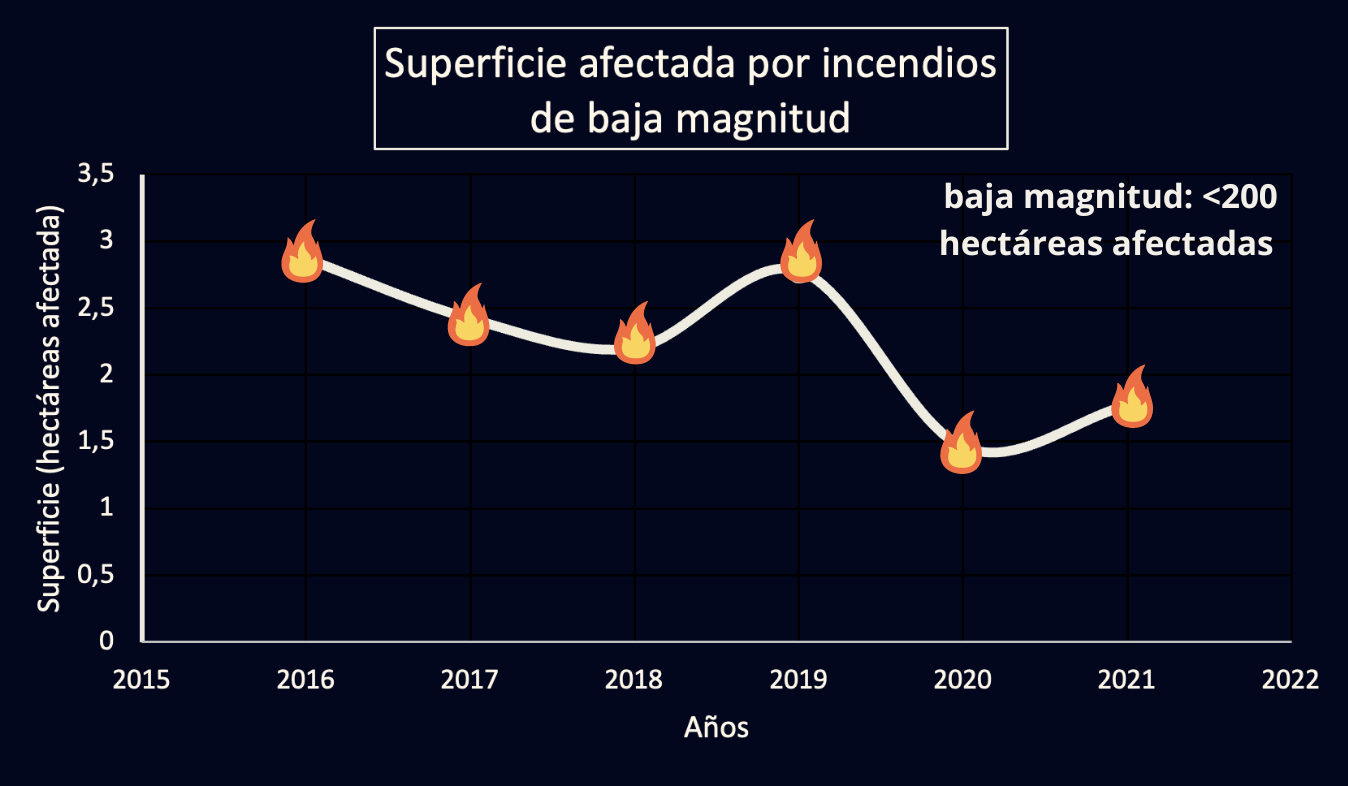 Superficie afectada por incendios
de baja magnitud
baja magnitud: <200
hectáreas afectadas
Superficie (hectáreas afectada)
3,5
3
2,5
2
1,5
1
0,5
0
2015 2016 2017 2018 2019 2020 2021 2022
Años